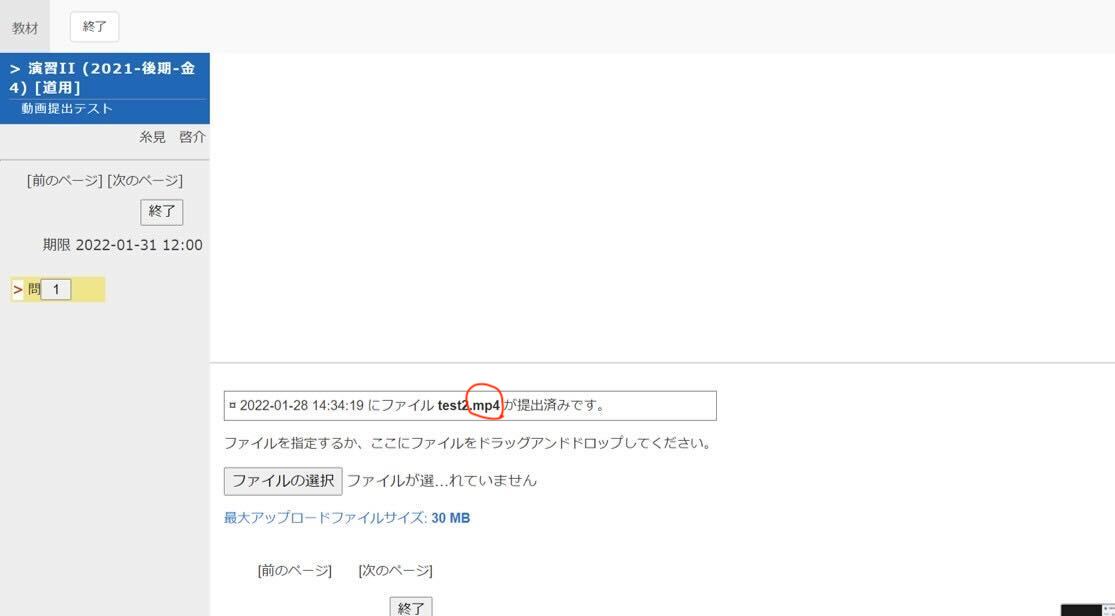 教材
終了
> 演習II (2021-後期-金
4) [道用]
動画提出テスト
糸見 啓介
[前のページ] [次のページ]
終了
期限 2022-01-31 12:00
> 問 1
¤ 2022-01-28 14:34:19 にファイル test2.mp4 が提出済みです。
ファイルを指定するか、ここにファイルをドラッグアンドドロップしてください。
ファイルの選択 ファイルが選...れていません
最大アップロードファイルサイズ: 30 MB
[前のページ] [次のページ]
終了